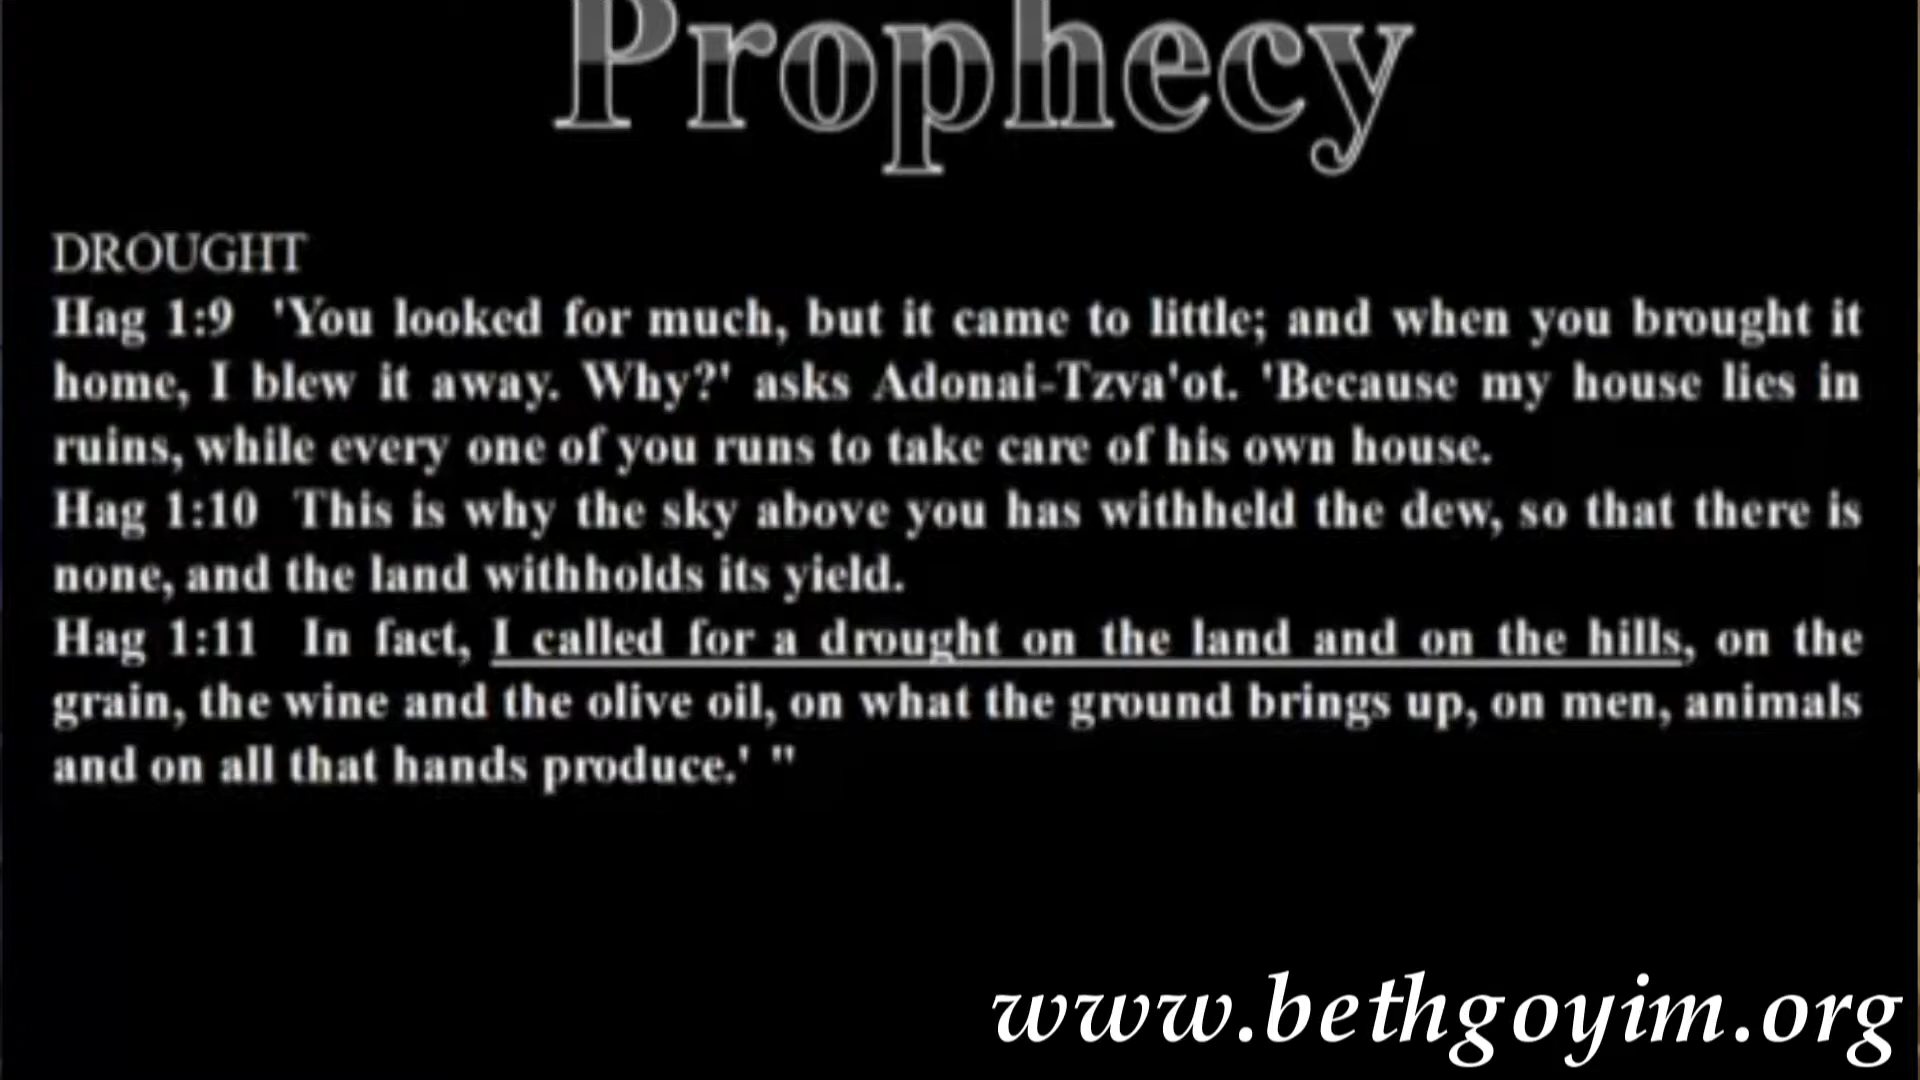 Prophecy
DROUGHT
Hag 1:9 'You looked for much, but it came to little; and when you brought it
home, I blew it away. Why?' asks Adonai-Tzva'ot. 'Because my house lies in
ruins, while every one of you runs to take care of his own house.
Hag 1:10 This is why the sky above you has withheld the dew, so that there is
none, and the land withholds its yield.
Hag 1:11 In fact, I called for a drought on the land and on the hills, on the
grain, the wine and the olive oil, on what the ground brings up, on men, animals
and on all that hands produce.' "
www.bethgoyim.org